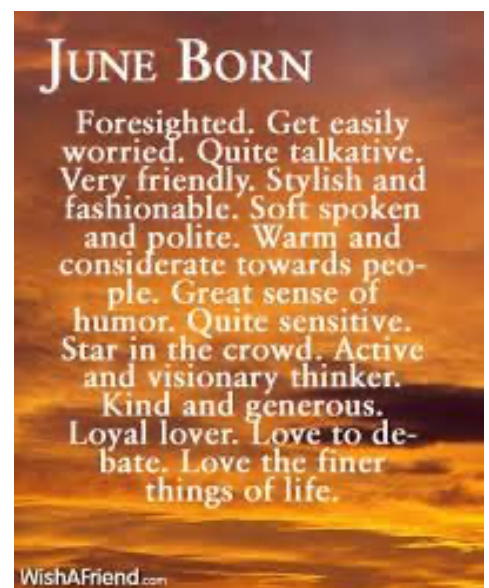 JUNE BORN
Foresighted. Get easily
worried. Quite talkative.
Very friendly. Stylish and
fashionable. Soft spoken
and polite. Warm and
considerate towards peo-
ple. Great sense of
humor. Quite sensitive.
Star in the crowd. Active
and visionary thinker.
Kind and generous.
Loyal lover. Love to de-
bate. Love the finer
things of life.
WishAFriend.com